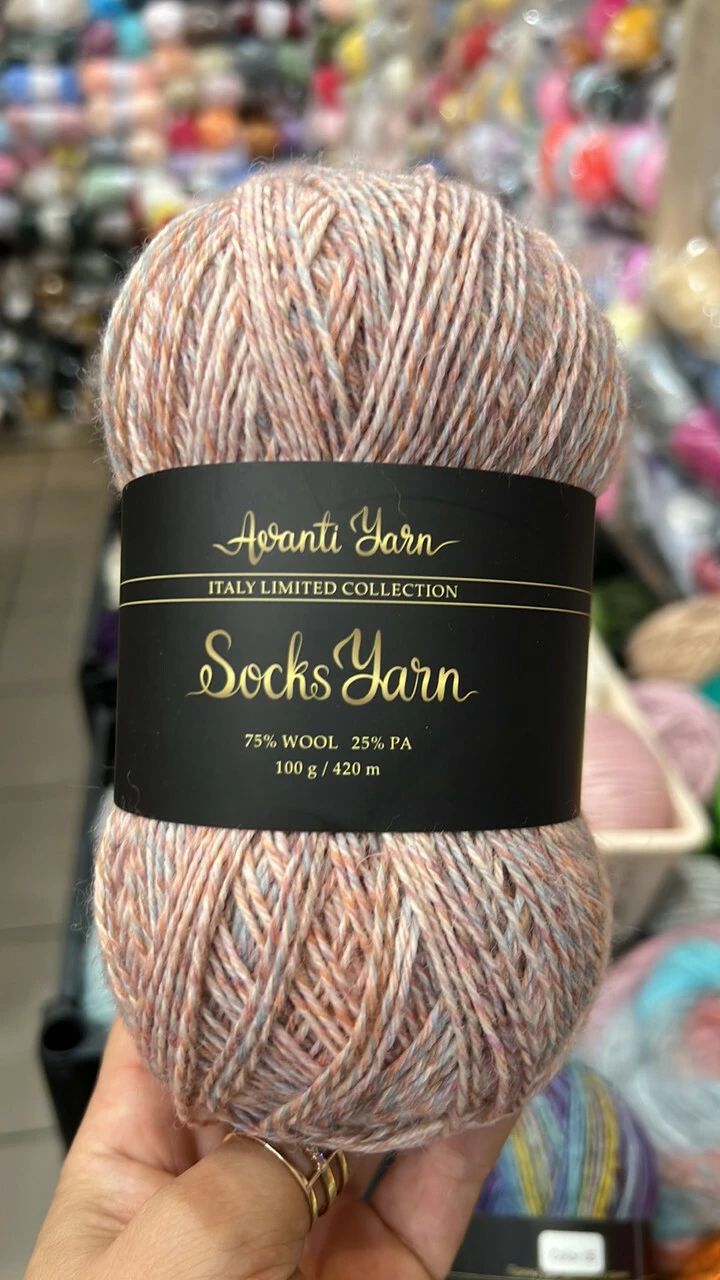 Avanti Yarn
ITALY LIMITED COLLECTION
Socks Yarn
75% WOOL 25% PA
100 g / 420 m